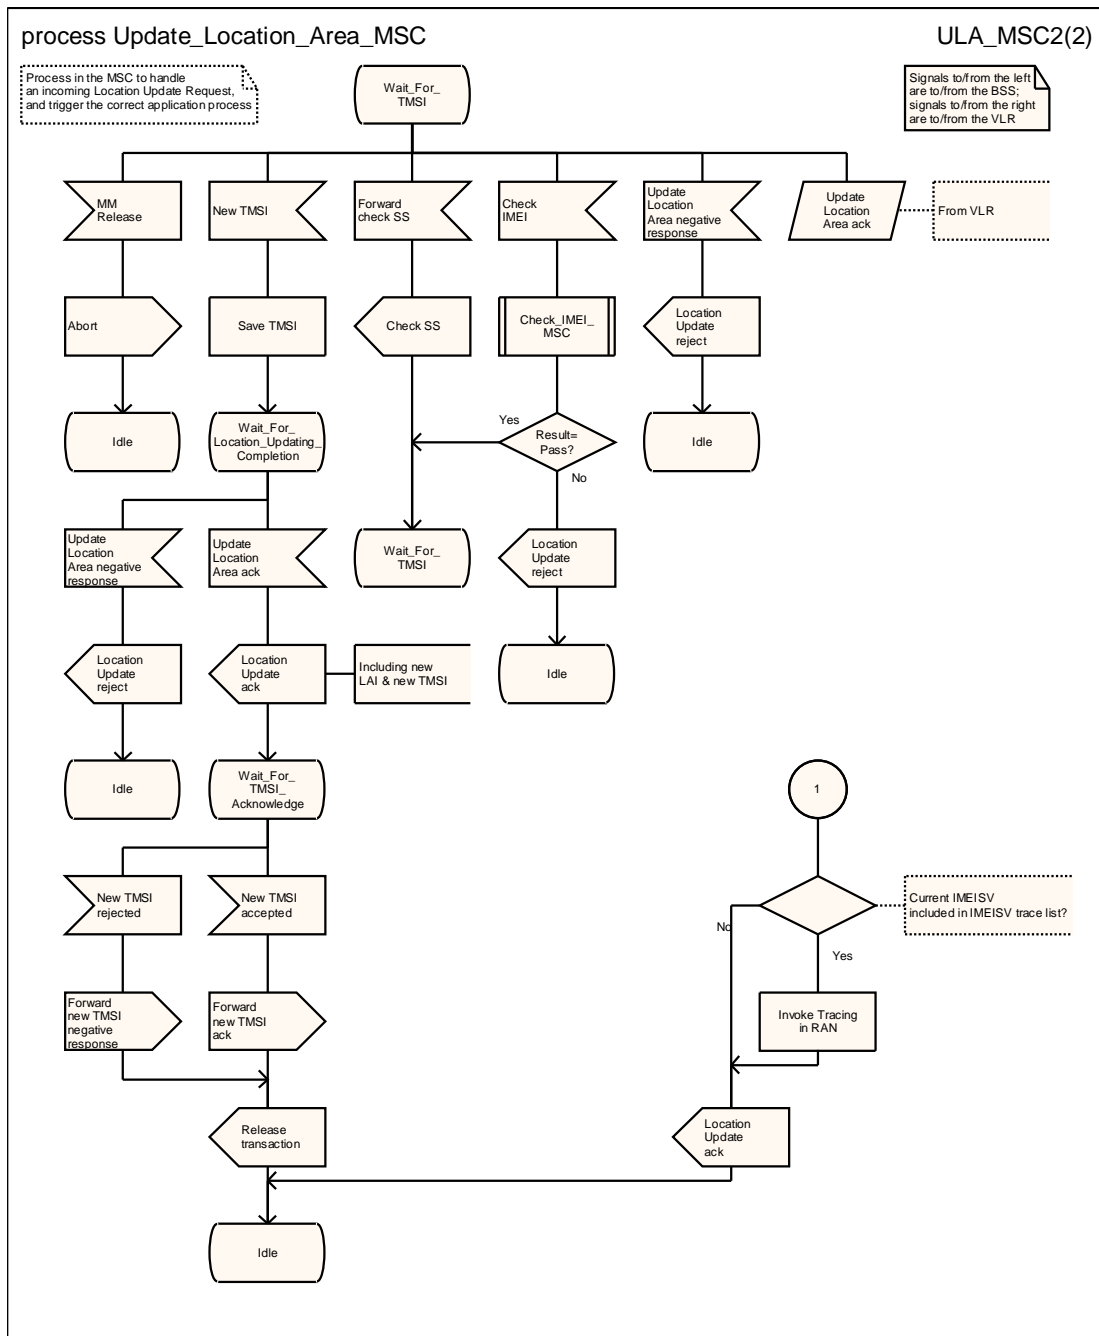 process Update_Location_Area_MSC
ULA_MSC2(2)
Process in the MSC to handle
an incoming Location Update Request,
and trigger the correct application process
Wait_For_
TMSI
Signals to/from the left
are to/from the BSS;
signals to/from the right
are to/from the VLR
MM
Release
New TMSI
Forward
check SS
Check
IMEI
Update
Location
Area negative
response
Update
Location
Area ack
From VLR
Abort
Save TMSI
Check SS
Check_IMEI_
MSC
Location
Update
reject
Idle
Wait_For_
Location_Updating_
Completion
Yes
Result=
Pass?
No
Idle
Update
Location
Area negative
response
Update
Location
Area ack
Wait_For_
TMSI
Location
Update
reject
Location
Update
reject
Location
Update
ack
Including new
LAI & new TMSI
Idle
Idle
Wait_For_
TMSI_
Acknowledge
1
New TMSI
rejected
New TMSI
accepted
Current IMEISV
included in IMEISV trace list?
No
Yes
Forward
new TMSI
negative
response
Forward
new TMSI
ack
Invoke Tracing
in RAN
Release
transaction
Location
Update
ack
Idle